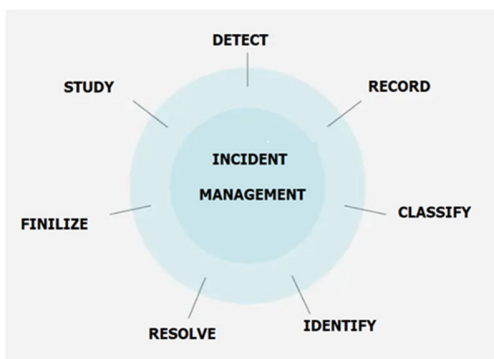 DETECT
STUDY
RECORD
INCIDENT
MANAGEMENT
CLASSIFY
FINILIZE
IDENTIFY
RESOLVE